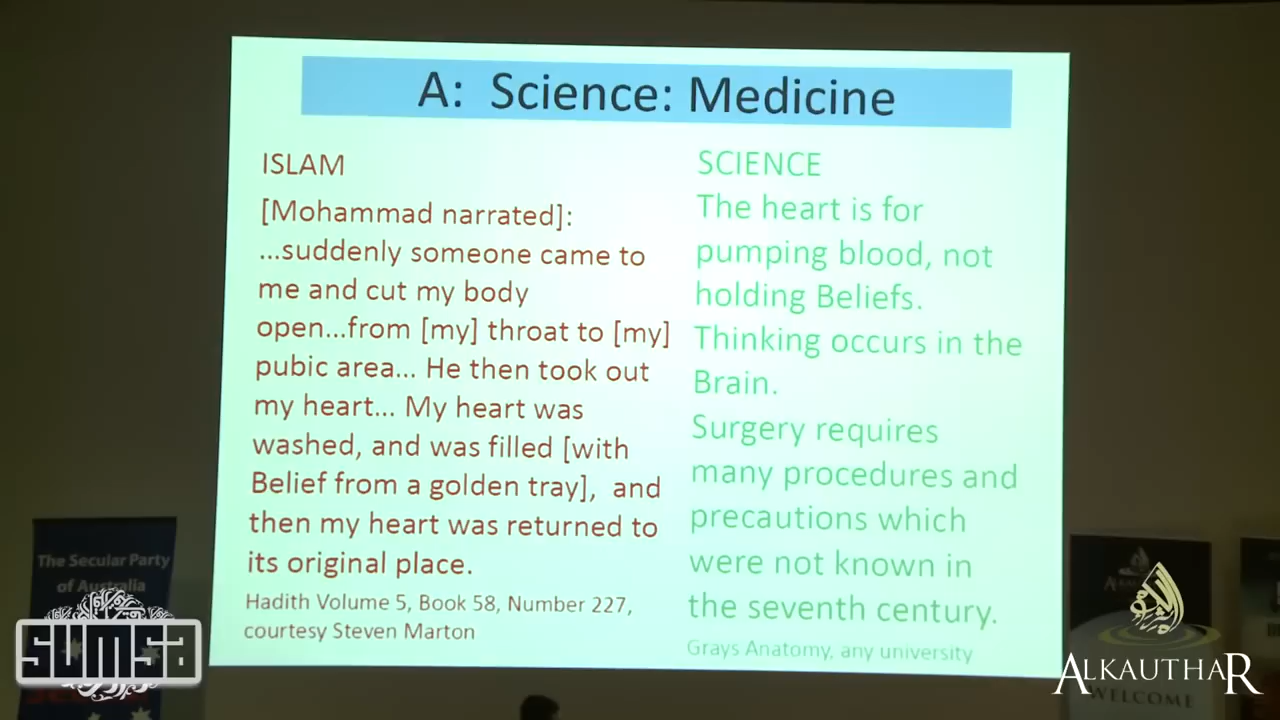 A: Science: Medicine
ISLAM
[Mohammad narrated]:
...suddenly someone came to
me and cut my body
open...from [my] throat to [my]
pubic area... He then took out
my heart... My heart was
washed, and was filled [with
Belief from a golden tray], and
then my heart was returned to
its original place.
Hadith Volume 5, Book 58, Number 227,
courtesy Steven Marton
SCIENCE
The heart is for
pumping blood, not
holding Beliefs.
Thinking occurs in the
Brain.
Surgery requires
many procedures and
precautions which
were not known in
the seventh century.
Grays Anatomy, any university
The Secular Party
of Australia
SUMSA
ALKAUTHAR
WELCOME